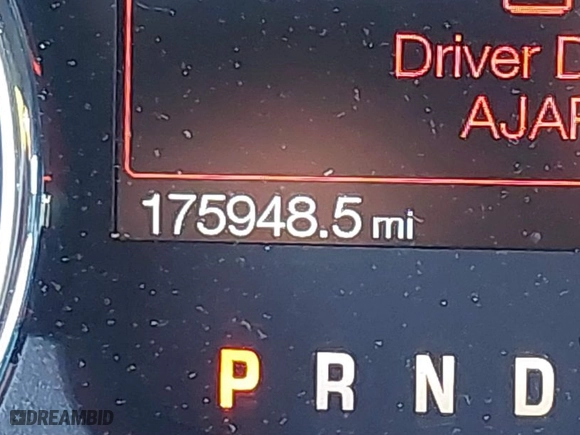 Driver D
AJAR
175948.5 mi
P R N D
DREAMBID